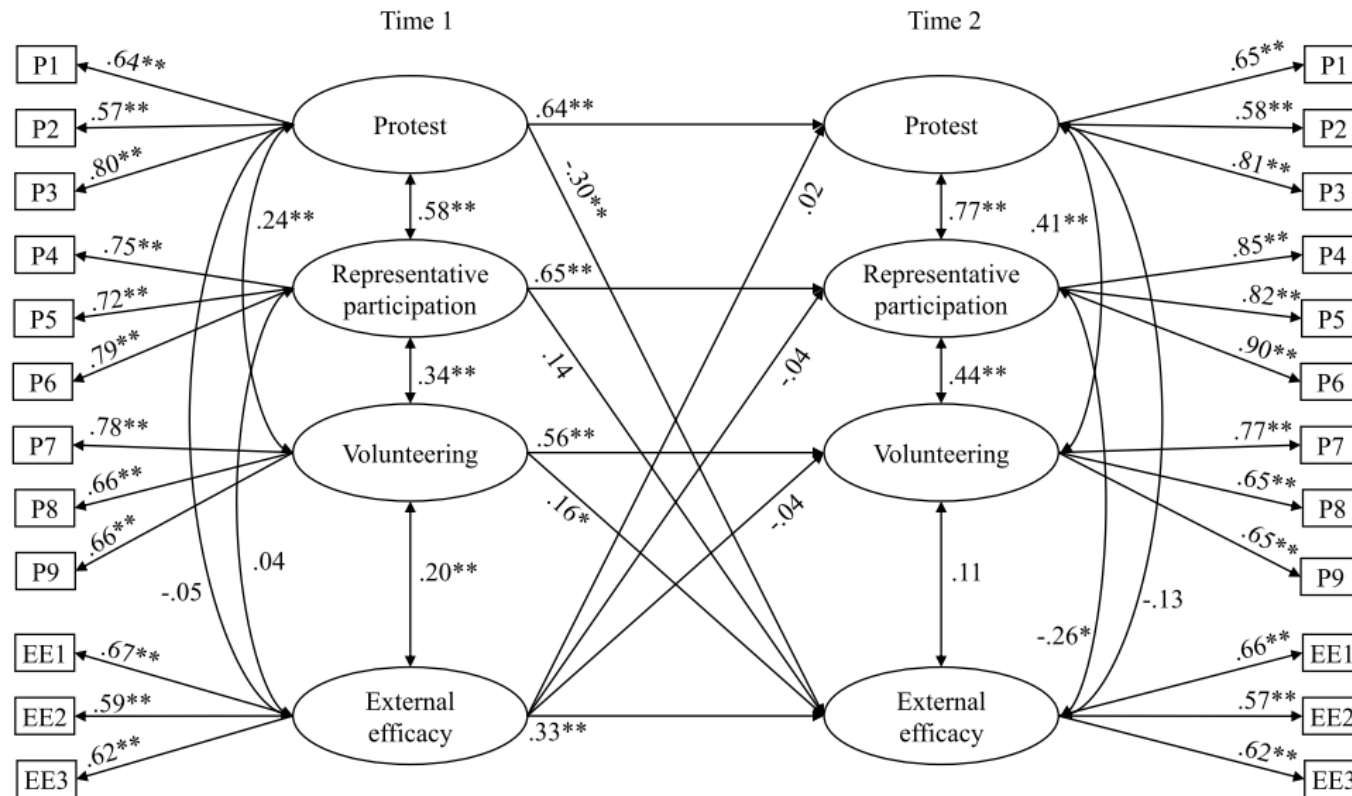 Time 1
Time 2
P1
.64**
P2
.57**
P3
.80**
Protest
.64**
-.30**
.02
Protest
.65**
P1
.58**
P2
.81**
P3
.24**
.58**
.77**
.41**
P4
.75**
P5
.72**
P6
.79**
Representative
participation
.65**
.14
-.04
Representative
participation
.85**
P4
.82**
P5
.90**
P6
.34**
.44**
P7
.78**
P8
.66**
P9
.66**
Volunteering
.56**
.16*
-.04
Volunteering
.77**
P7
.65**
P8
.65**
P9
-.05
.04
.20**
.11
-.26*
-.13
EE1
.67**
EE2
.59**
EE3
.62**
External
efficacy
.33**
External
efficacy
.66**
EE1
.57**
EE2
.62**
EE3